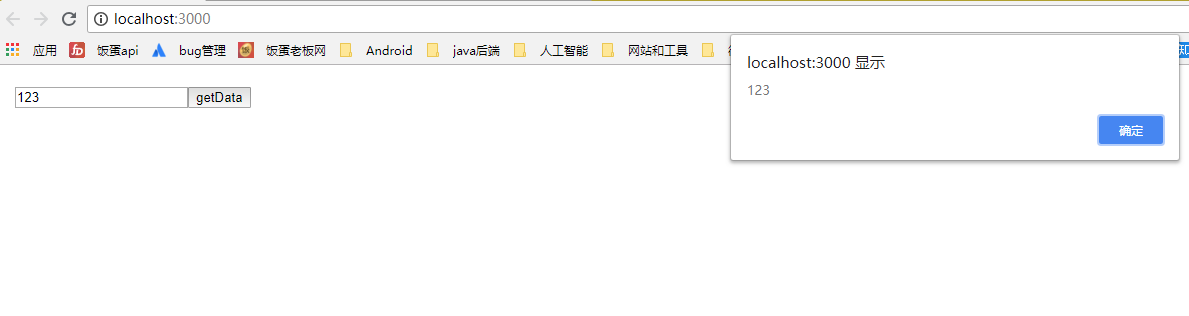 localhost:3000
应用 饭蛋api bug管理 饭蛋老板网 Android java后端 人工智能 网站和工具
localhost:3000 显示
123
确定
123 getData